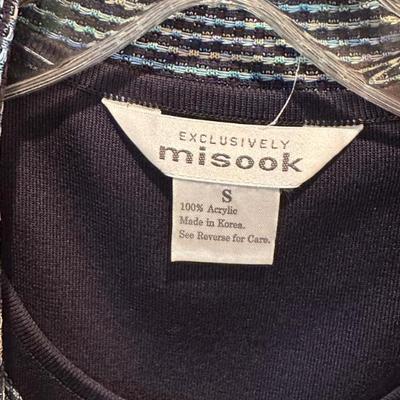 EXCLUSIVELY
misook
S
100% Acrylic
Made in Korea.
See Reverse for Care.